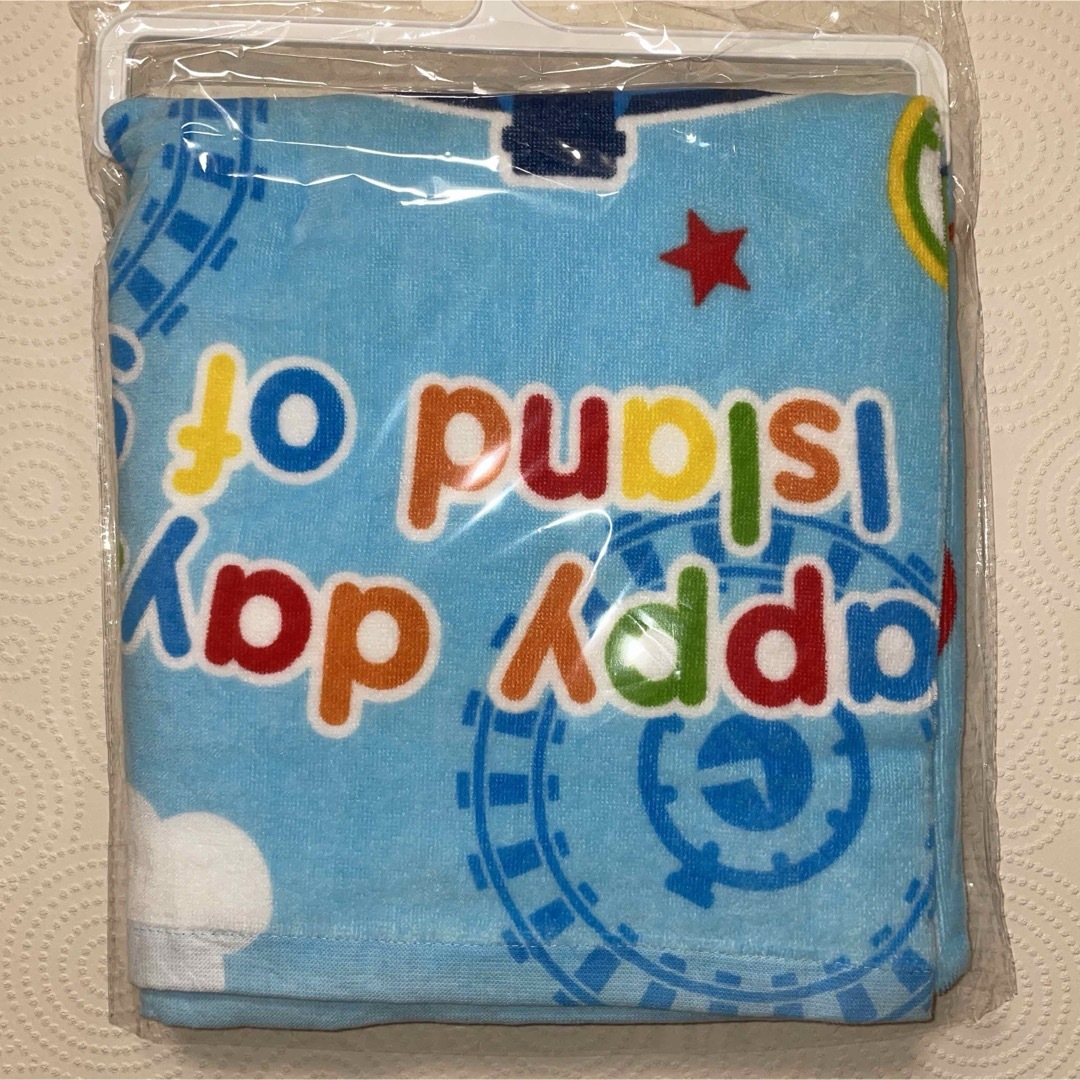 appy day
Island of